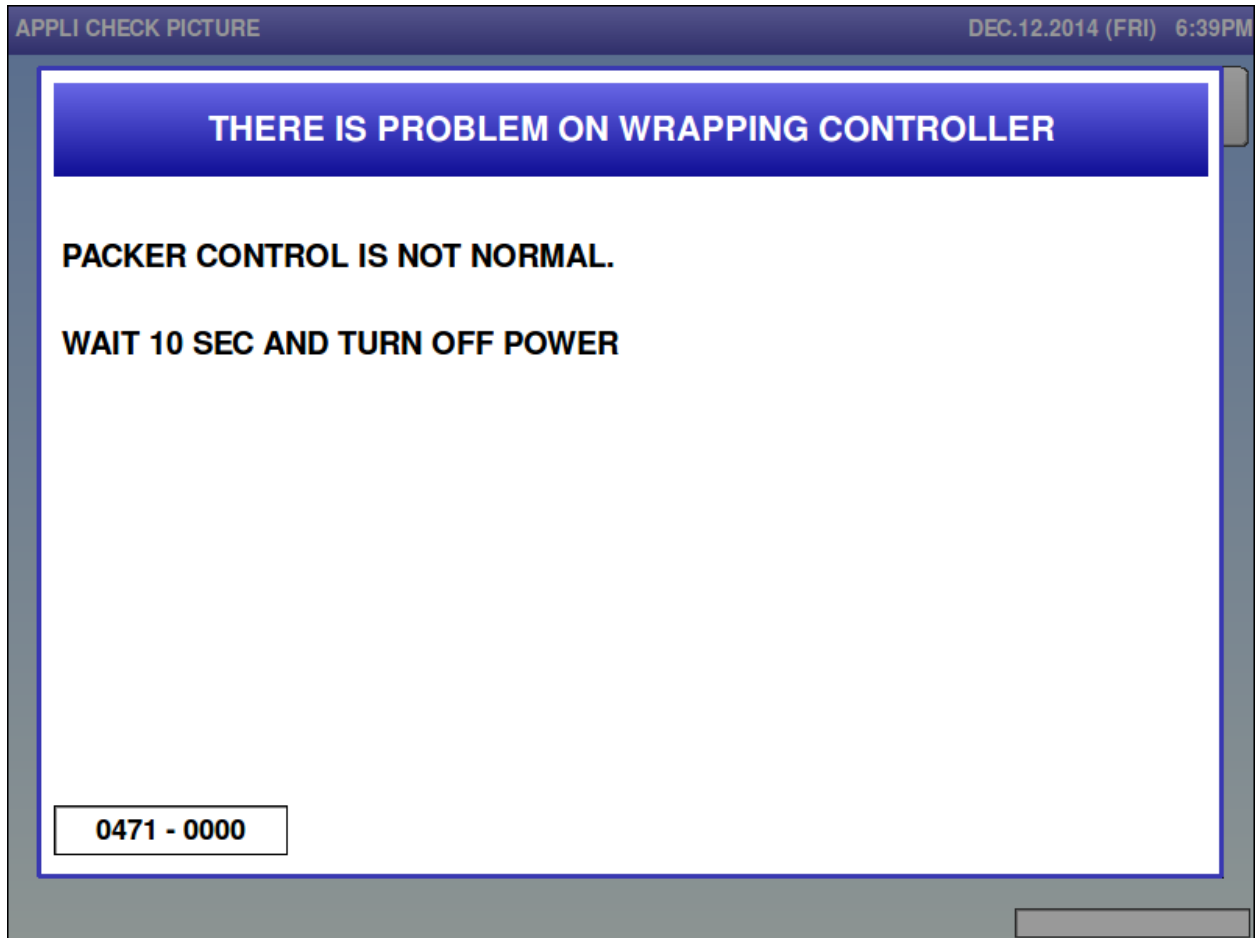 APPLI CHECK PICTURE DEC.12.2014 (FRI) 6:39PM
THERE IS PROBLEM ON WRAPPING CONTROLLER
PACKER CONTROL IS NOT NORMAL.
WAIT 10 SEC AND TURN OFF POWER
0471 - 0000